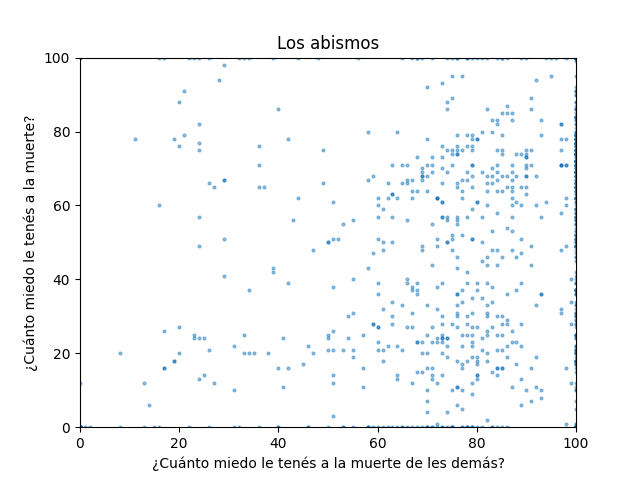 Los abismos
¿Cuánto miedo le tenés a la muerte?
100
80
60
40
20
0
0 20 40 60 80 100
¿Cuánto miedo le tenés a la muerte de les demás?